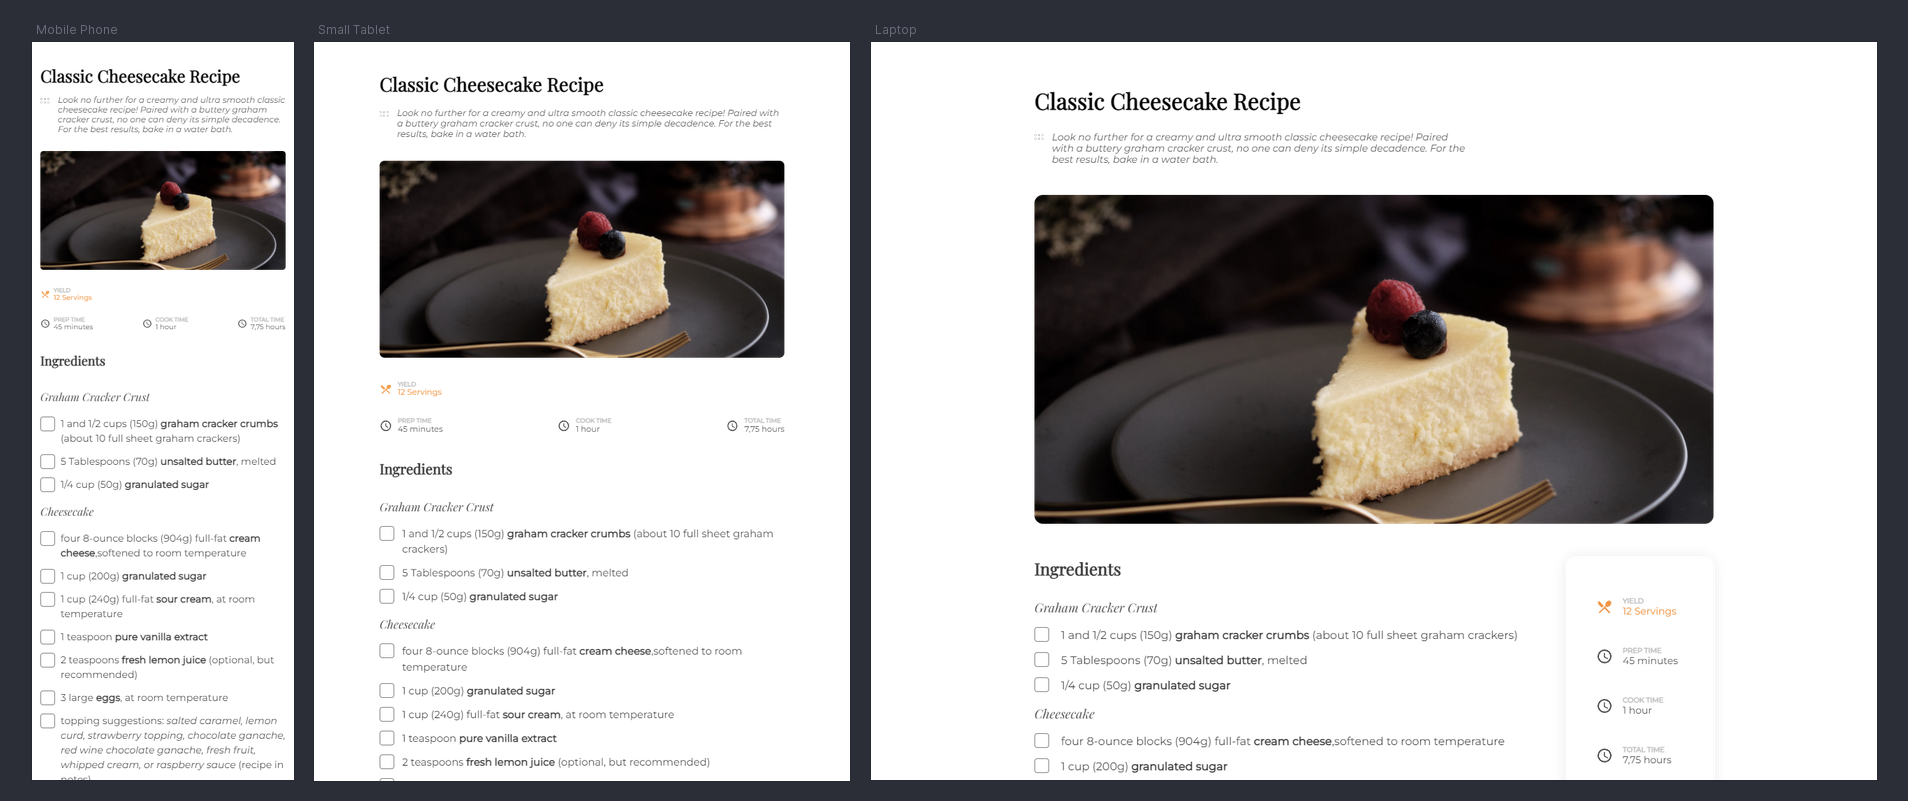 Mobile Phone
Classic Cheesecake Recipe
Look no further for a creamy and ultra smooth classic
cheesecake recipe! Paired with a buttery graham
cracker crust, no one can deny its simple decadence.
For the best results, bake in a water bath.
YIELD
12 Servings
PREP TIME
45 minutes
COOK TIME
1 hour
TOTAL TIME
7,75 hours
Ingredients
Graham Cracker Crust
1 and 1/2 cups (150g) graham cracker crumbs
(about 10 full sheet graham crackers)
5 Tablespoons (70g) unsalted butter, melted
1/4 cup (50g) granulated sugar
Cheesecake
four 8-ounce blocks (904g) full-fat cream
cheese,softened to room temperature
1 cup (200g) granulated sugar
1 cup (240g) full-fat sour cream, at room
temperature
1 teaspoon pure vanilla extract
2 teaspoons fresh lemon juice (optional, but
recommended)
3 large eggs, at room temperature
topping suggestions: salted caramel, lemon
curd, strawberry topping, chocolate ganache,
red wine chocolate ganache, fresh fruit,
whipped cream, or raspberry sauce (recipe in
notes)
Small Tablet
Classic Cheesecake Recipe
Look no further for a creamy and ultra smooth classic cheesecake recipe! Paired with
a buttery graham cracker crust, no one can deny its simple decadence. For the best
results, bake in a water bath.
YIELD
12 Servings
PREP TIME
45 minutes
COOK TIME
1 hour
TOTAL TIME
7,75 hours
Ingredients
Graham Cracker Crust
1 and 1/2 cups (150g) graham cracker crumbs (about 10 full sheet graham
crackers)
5 Tablespoons (70g) unsalted butter, melted
1/4 cup (50g) granulated sugar
Cheesecake
four 8-ounce blocks (904g) full-fat cream cheese,softened to room
temperature
1 cup (200g) granulated sugar
1 cup (240g) full-fat sour cream, at room temperature
1 teaspoon pure vanilla extract
2 teaspoons fresh lemon juice (optional, but recommended)
Laptop
Classic Cheesecake Recipe
Look no further for a creamy and ultra smooth classic cheesecake recipe! Paired
with a buttery graham cracker crust, no one can deny its simple decadence. For the
best results, bake in a water bath.
Ingredients
Graham Cracker Crust
1 and 1/2 cups (150g) graham cracker crumbs (about 10 full sheet graham crackers)
5 Tablespoons (70g) unsalted butter, melted
1/4 cup (50g) granulated sugar
Cheesecake
four 8-ounce blocks (904g) full-fat cream cheese,softened to room temperature
1 cup (200g) granulated sugar
YIELD
12 Servings
PREP TIME
45 minutes
COOK TIME
1 hour
TOTAL TIME
7,75 hours